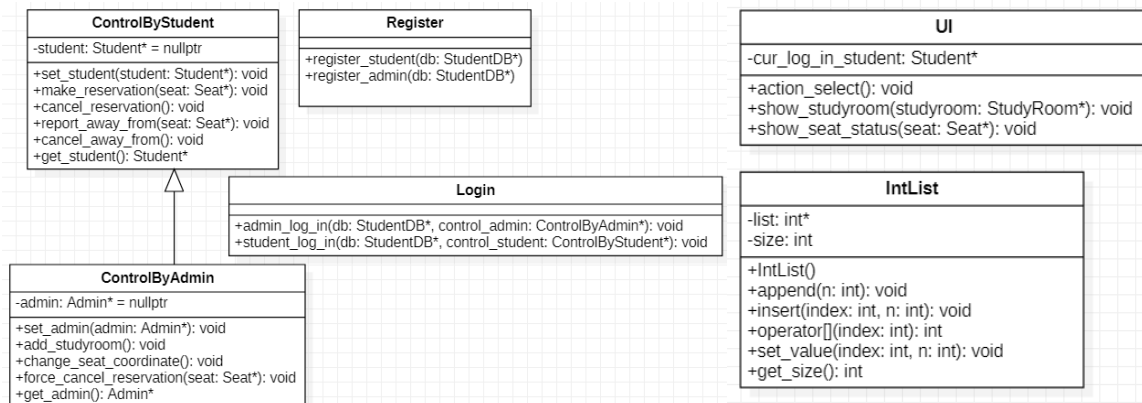 ControlByStudent
-student: Student* = nullptr
+set_student(student: Student*): void
+make_reservation(seat: Seat*): void
+cancel_reservation(): void
+report_away_from(seat: Seat*): void
+cancel_away_from(): void
+get_student(): Student*
Register
+register_student(db: StudentDB*)
+register_admin(db: StudentDB*)
Login
+admin_log_in(db: StudentDB*, control_admin: ControlByAdmin*): void
+student_log_in(db: StudentDB*, control_student: ControlByStudent*): void
ControlByAdmin
-admin: Admin* = nullptr
+set_admin(admin: Admin*): void
+add_studyroom(): void
+change_seat_coordinate(): void
+force_cancel_reservation(seat: Seat*): void
+get_admin(): Admin*
UI
-cur_log_in_student: Student*
+action_select(): void
+show_studyroom(studyroom: StudyRoom*): void
+show_seat_status(seat: Seat*): void
IntList
-list: int*
-size: int
+IntList()
+append(n: int): void
+insert(index: int, n: int): void
+operator[](index: int): int
+set_value(index: int, n: int): void
+get_size(): int